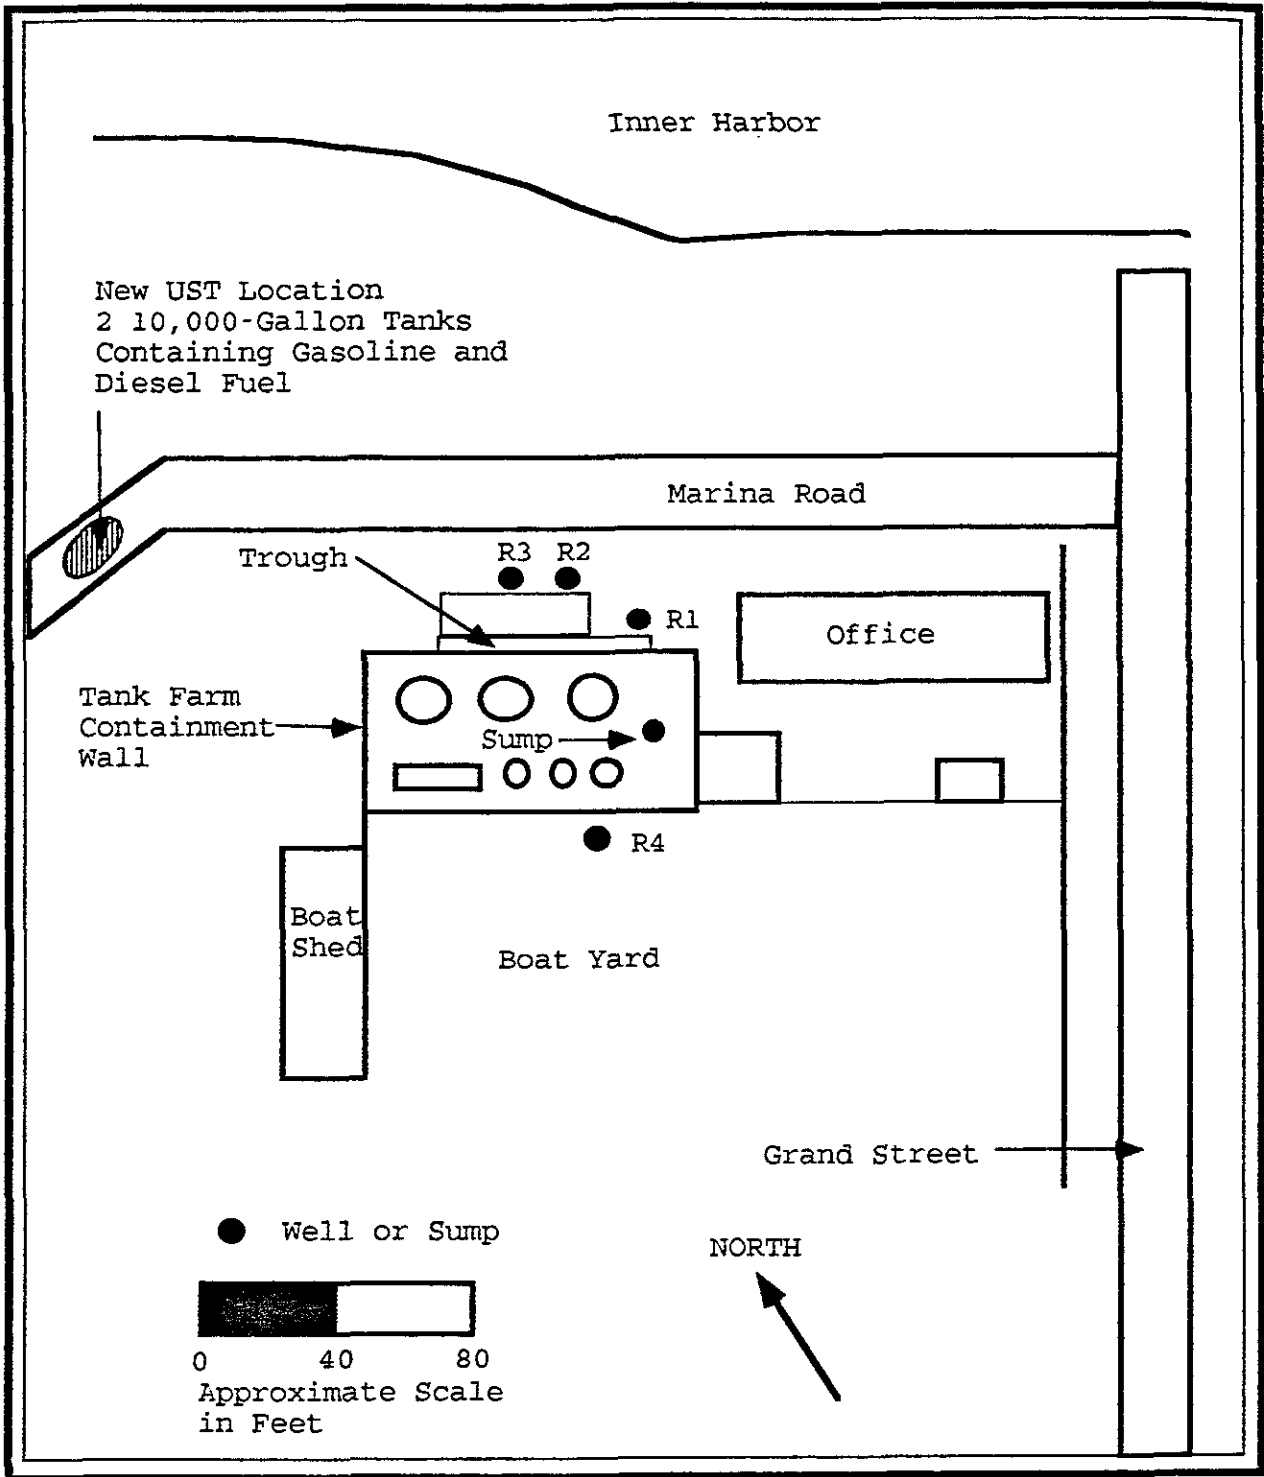 Inner Harbor
New UST Location
2 10,000-Gallon Tanks
Containing Gasoline and
Diesel Fuel
Marina Road
Trough
R3
R2
R1
Office
Tank Farm
Containment
Wall
Sump
R4
Boat
Shed
Boat Yard
Grand Street
Well or Sump
NORTH
0 40 80
Approximate Scale
in Feet